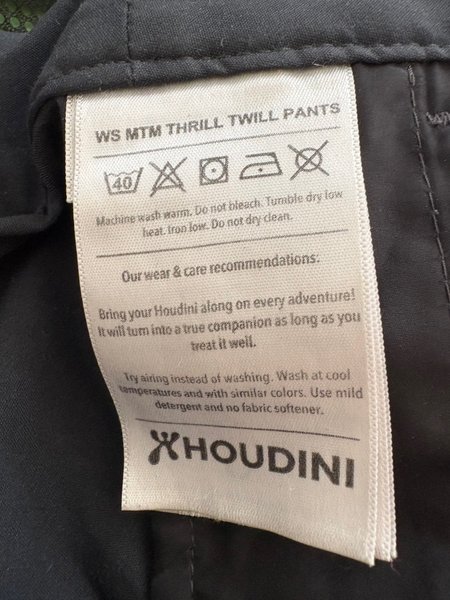 WS MTM THRILL TWILL PANTS
40
Machine wash warm. Do not bleach. Tumble dry low
heat. Iron low. Do not dry clean.
Our wear & care recommendations:
Bring your Houdini along on every adventure!
It will turn into a true companion as long as you
treat it well.
Try airing instead of washing. Wash at cool
temperatures and with similar colors. Use mild
detergent and no fabric softener.
HOUDINI